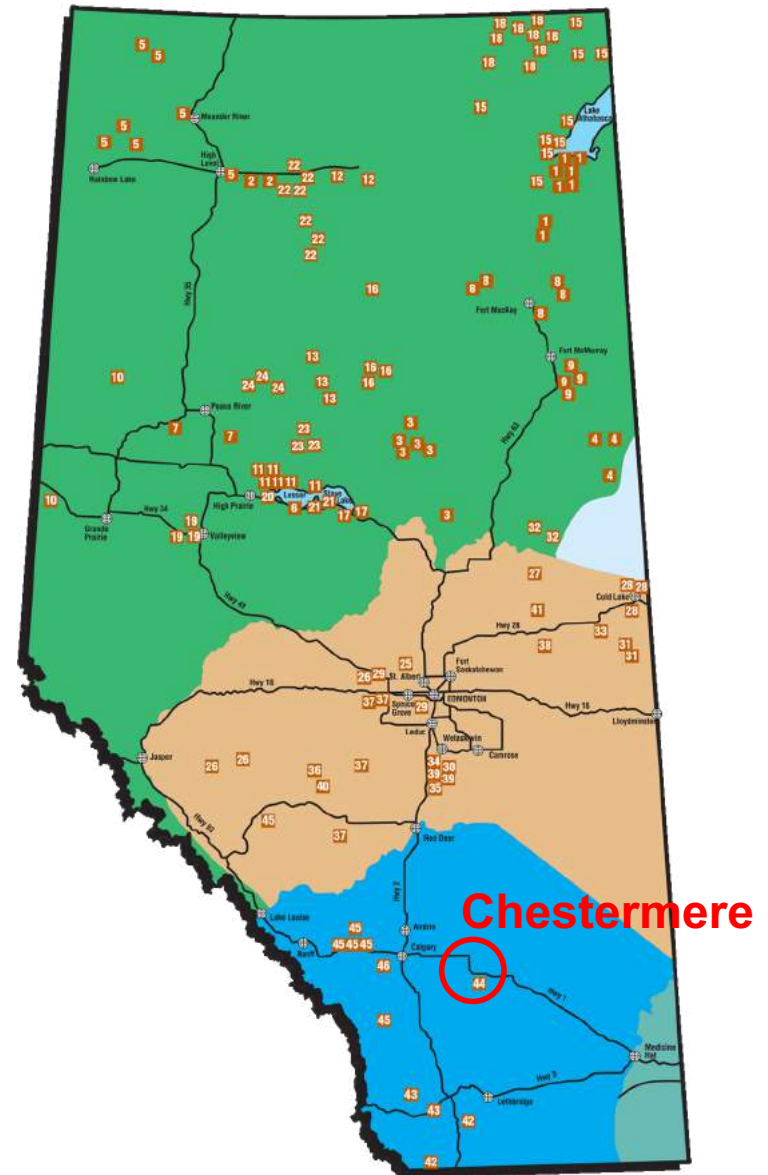 18 18 15
18 18 18
18
18 18
15 15
5
5
15
5 Meander River
Lake
Athabasca
15
5
5 5
15 15
15
High
Level
Rainbow Lake
22
5 2 2 22 12 12
22 22
1 1
1 1
15 1 1
22
22
22
1
1
16
8 8
8
8
8
Fort MacKay
Hwy 35
Fort McMurray
13
16 16
16
10
24
24 24
13
13
9
9 9
9
Peace River
7
7
23
23 23
3
3 3
3 3
Hwy 63
4 4
4
11 11
11 11 11
11
20 Lesser Slave
Lake
High Prairie
6 21 21
17 17
3
10
Hwy 34
Grande
Prairie
19
19 19
Valleyview
32
32
27
28 28
Cold Lake
28
Hwy 49
41
Hwy 28
38
33
31
31
25
26 29
St. Albert
Fort
Saskatchewan
Hwy 16
37 37
Spruce
Grove
29
EDMONTON
Hwy 16
Lloydminster
Leduc
Wetaskiwin
Camrose
Jasper
26 26
36
37
40
34
30
39
39
35
Hwy 93
45
37
Red Deer
Hwy 2
Lake Louise
Banff
45
45 45 45
46
Airdrie
Calgary
Chestermere
44
Hwy 1
45
Medicine
Hat
Hwy 3
43
43
Lethbridge
42
42